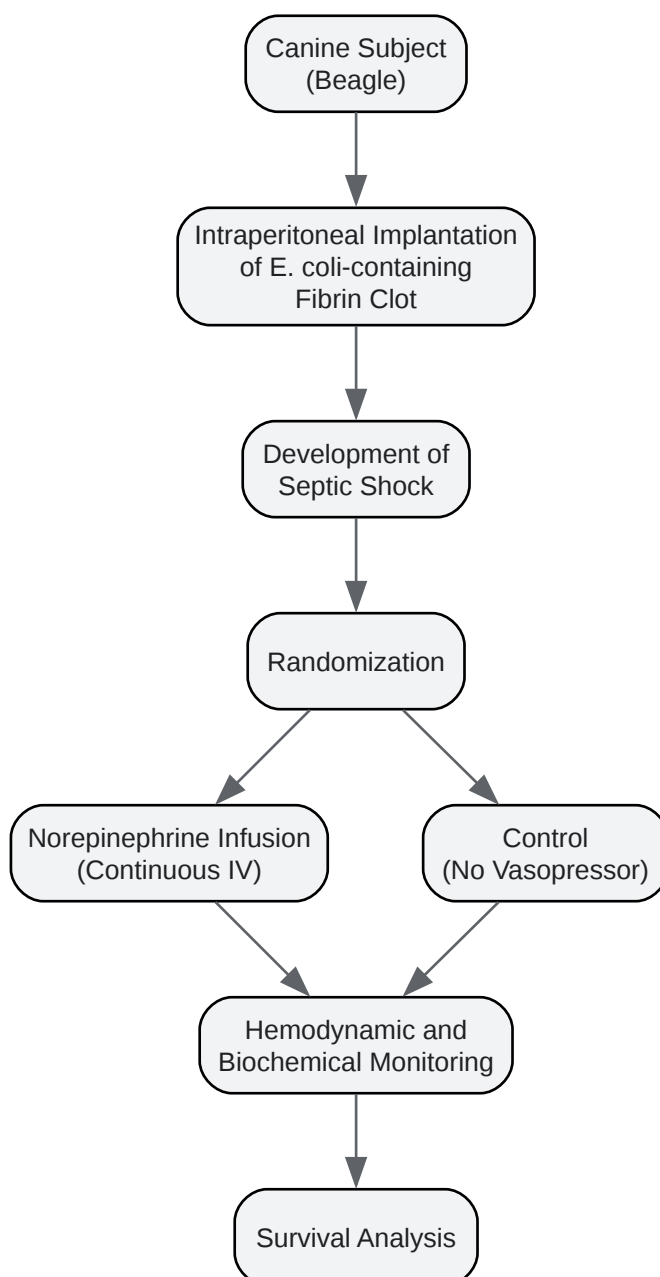 Canine Subject
(Beagle)
Intraperitoneal Implantation
of E. coli-containing
Fibrin Clot
Development of
Septic Shock
Randomization
Norepinephrine Infusion
(Continuous IV)
Control
(No Vasopressor)
Hemodynamic and
Biochemical Monitoring
Survival Analysis